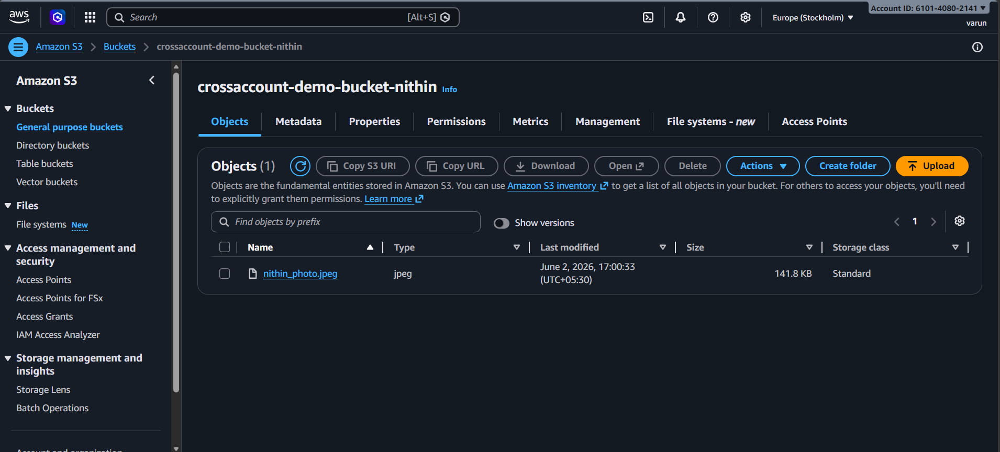 aws
Search [Alt+S]
Europe (Stockholm)
Account ID: 6101-4080-2141
varun
Amazon S3 > Buckets > crossaccount-demo-bucket-nithin
Amazon S3
Buckets
General purpose buckets
Directory buckets
Table buckets
Vector buckets
Files
File systems New
Access management and
security
Access Points
Access Points for FSx
Access Grants
IAM Access Analyzer
Storage management and
insights
Storage Lens
Batch Operations
Account and organization
crossaccount-demo-bucket-nithin Info
Objects Metadata Properties Permissions Metrics Management File systems - new Access Points
Objects (1) Copy S3 URI Copy URL Download Open Delete Actions Create folder Upload
Objects are the fundamental entities stored in Amazon S3. You can use Amazon S3 inventory to get a list of all objects in your bucket. For others to access your objects, you'll need
to explicitly grant them permissions. Learn more
Find objects by prefix Show versions 1
Name Type Last modified Size Storage class
nithin_photo.jpeg jpeg June 2, 2026, 17:00:33 141.8 KB Standard
(UTC+05:30)